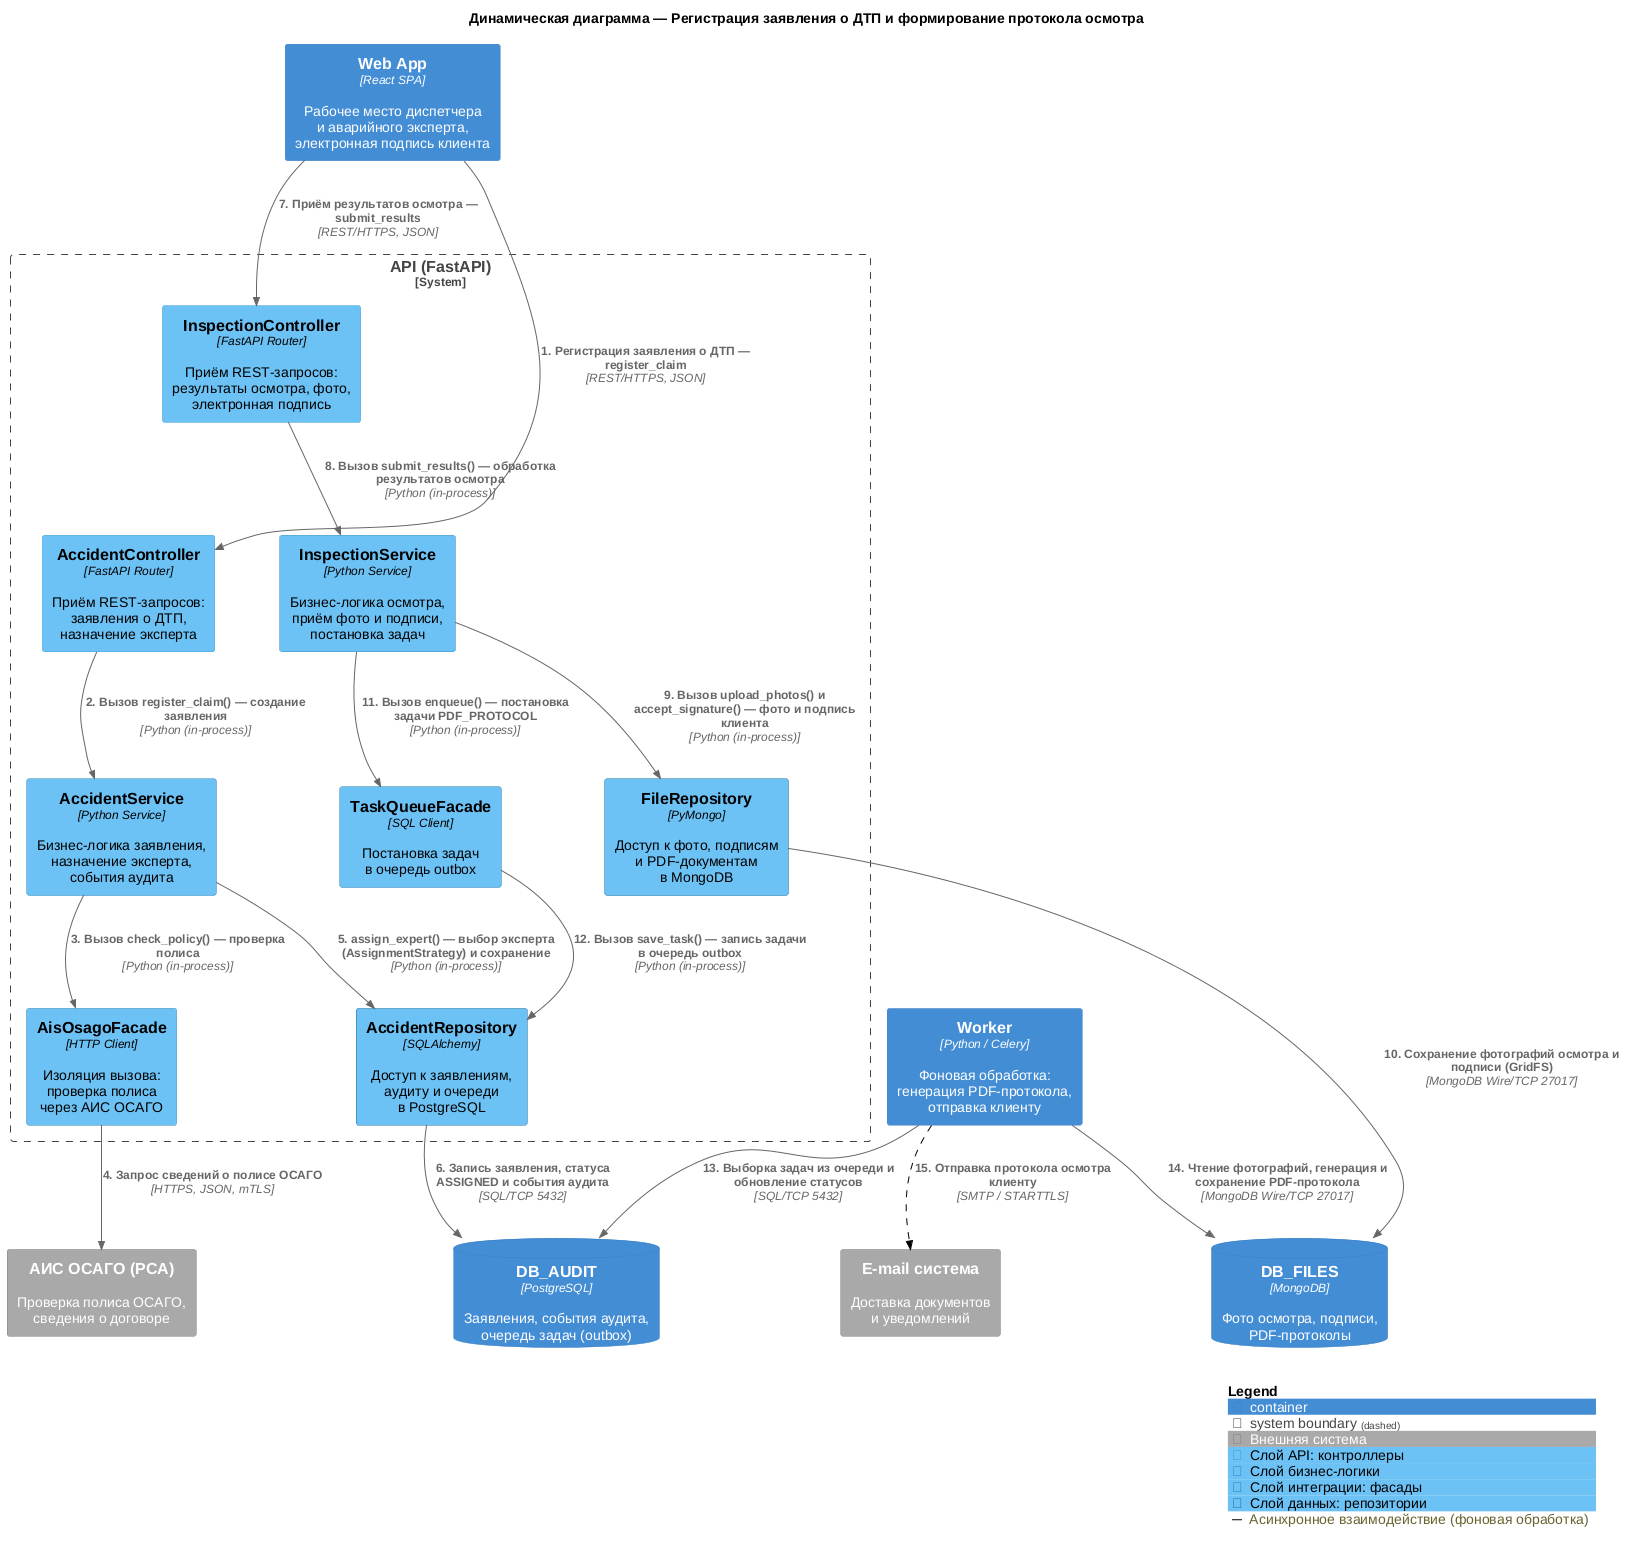 Динамическая диаграмма — Регистрация заявления о ДТП и формирование протокола осмотра
Web App
[React SPA]
Рабочее место диспетчера
и аварийного эксперта,
электронная подпись клиента
7. Приём результатов осмотра —
submit_results
[REST/HTTPS, JSON]
API (FastAPI)
[System]
InspectionController
[FastAPI Router]
Приём REST-запросов:
результаты осмотра, фото,
электронная подпись
1. Регистрация заявления о ДТП —
register_claim
[REST/HTTPS, JSON]
8. Вызов submit_results() — обработка
результатов осмотра
[Python (in-process)]
AccidentController
[FastAPI Router]
Приём REST-запросов:
заявления о ДТП,
назначение эксперта
InspectionService
[Python Service]
Бизнес-логика осмотра,
приём фото и подписи,
постановка задач
2. Вызов register_claim() — создание
заявления
[Python (in-process)]
11. Вызов enqueue() — постановка
задачи PDF_PROTOCOL
[Python (in-process)]
9. Вызов upload_photos() и
accept_signature() — фото и подпись
клиента
[Python (in-process)]
AccidentService
[Python Service]
Бизнес-логика заявления,
назначение эксперта,
события аудита
TaskQueueFacade
[SQL Client]
Постановка задач
в очередь outbox
FileRepository
[PyMongo]
Доступ к фото, подписям
и PDF-документам
в MongoDB
3. Вызов check_policy() — проверка
полиса
[Python (in-process)]
5. assign_expert() — выбор эксперта
(AssignmentStrategy) и сохранение
[Python (in-process)]
12. Вызов save_task() — запись задачи
в очередь outbox
[Python (in-process)]
AisOsagoFacade
[HTTP Client]
Изоляция вызова:
проверка полиса
через АИС ОСАГО
AccidentRepository
[SQLAlchemy]
Доступ к заявлениям,
аудиту и очереди
в PostgreSQL
Worker
[Python / Celery]
Фоновая обработка:
генерация PDF-протокола,
отправка клиенту
10. Сохранение фотографий осмотра и
подписи (GridFS)
[MongoDB Wire/TCP 27017]
4. Запрос сведений о полисе ОСАГО
[HTTPS, JSON, mTLS]
6. Запись заявления, статуса
ASSIGNED и события аудита
[SQL/TCP 5432]
13. Выборка задач из очереди и
обновление статусов
[SQL/TCP 5432]
15. Отправка протокола осмотра
клиенту
[SMTP / STARTTLS]
14. Чтение фотографий, генерация и
сохранение PDF-протокола
[MongoDB Wire/TCP 27017]
АИС ОСАГО (РСА)
Проверка полиса ОСАГО,
сведения о договоре
DB_AUDIT
[PostgreSQL]
Заявления, события аудита,
очередь задач (outbox)
E-mail система
Доставка документов
и уведомлений
DB_FILES
[MongoDB]
Фото осмотра, подписи,
PDF-протоколы
Legend
container
system boundary (dashed)
Внешняя система
Слой API: контроллеры
Слой бизнес-логики
Слой интеграции: фасады
Слой данных: репозитории
Асинхронное взаимодействие (фоновая обработка)